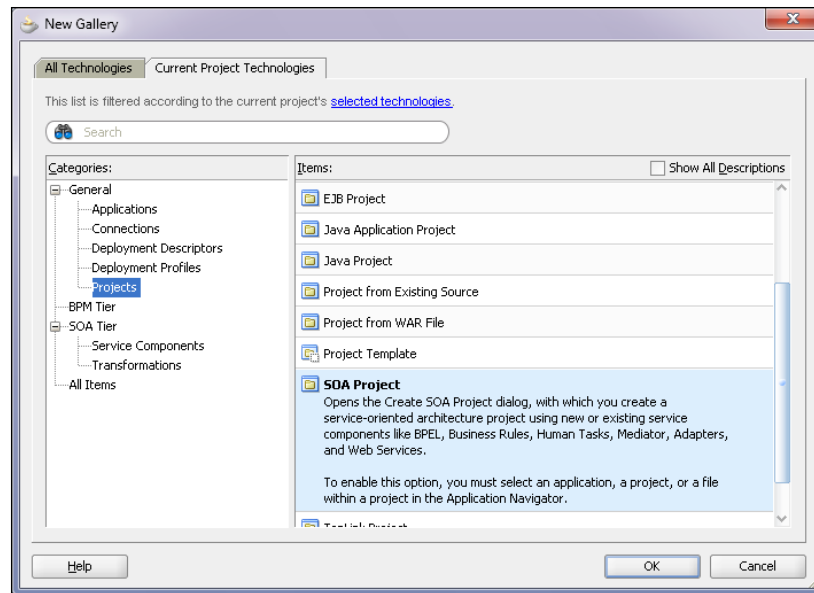 New Gallery
All Technologies
Current Project Technologies
This list is filtered according to the current project's selected technologies.
Search
Categories:
General
Applications
Connections
Deployment Descriptors
Deployment Profiles
Projects
BPM Tier
SOA Tier
Service Components
Transformations
All Items
Items:
Show All Descriptions
EJB Project
Java Application Project
Java Project
Project from Existing Source
Project from WAR File
Project Template
SOA Project
Opens the Create SOA Project dialog, with which you create a
service-oriented architecture project using new or existing service
components like BPEL, Business Rules, Human Tasks, Mediator, Adapters,
and Web Services.
To enable this option, you must select an application, a project, or a file
within a project in the Application Navigator.
TopLink Project
Help
OK
Cancel